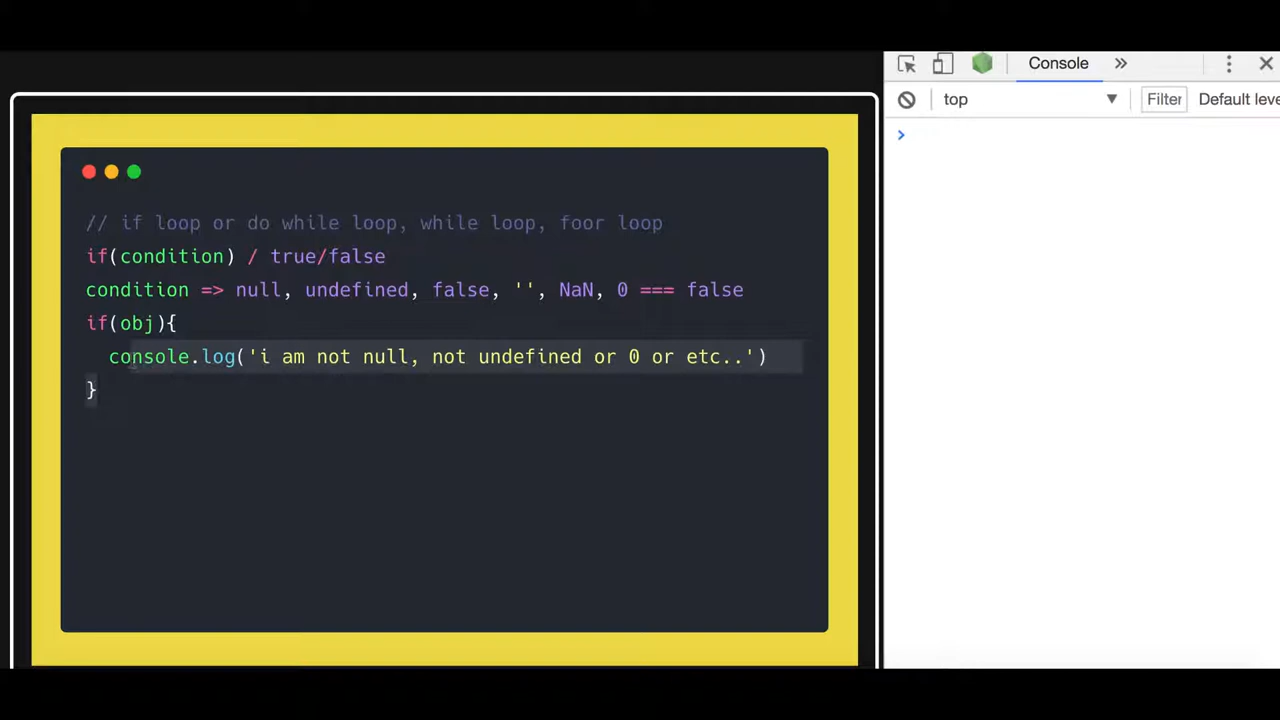 // if loop or do while loop, while loop, foor loop
if(condition) / true/false
condition => null, undefined, false, '', NaN, 0 === false
if(obj){
console.log('i am not null, not undefined or 0 or etc..')
}
Console »
top ▼ Filter Default leve
>